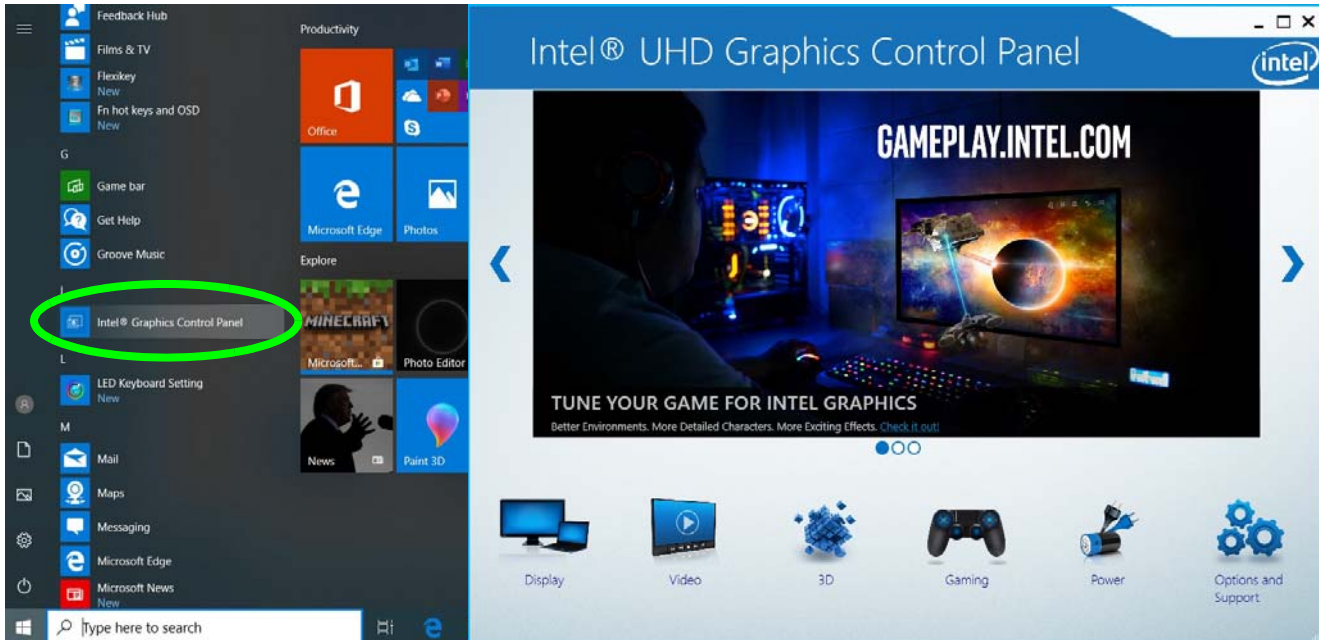 Feedback Hub
Films & TV
Flexikey
New
Fn hot keys and OSD
New
G
Game bar
Get Help
Groove Music
I
Intel® Graphics Control Panel
L
LED Keyboard Setting
New
M
Mail
Maps
Messaging
Microsoft Edge
Microsoft News
New
Type here to search
Productivity
Office
Microsoft Edge
Photos
Explore
MINECRAFT
Microsoft...
Photo Editor
News
Paint 3D
Intel® UHD Graphics Control Panel
intel
GAMEPLAY.INTEL.COM
TUNE YOUR GAME FOR INTEL GRAPHICS
Better Environments. More Detailed Characters. More Exciting Effects. Check it out!
Display
Video
3D
Gaming
Power
Options and
Support